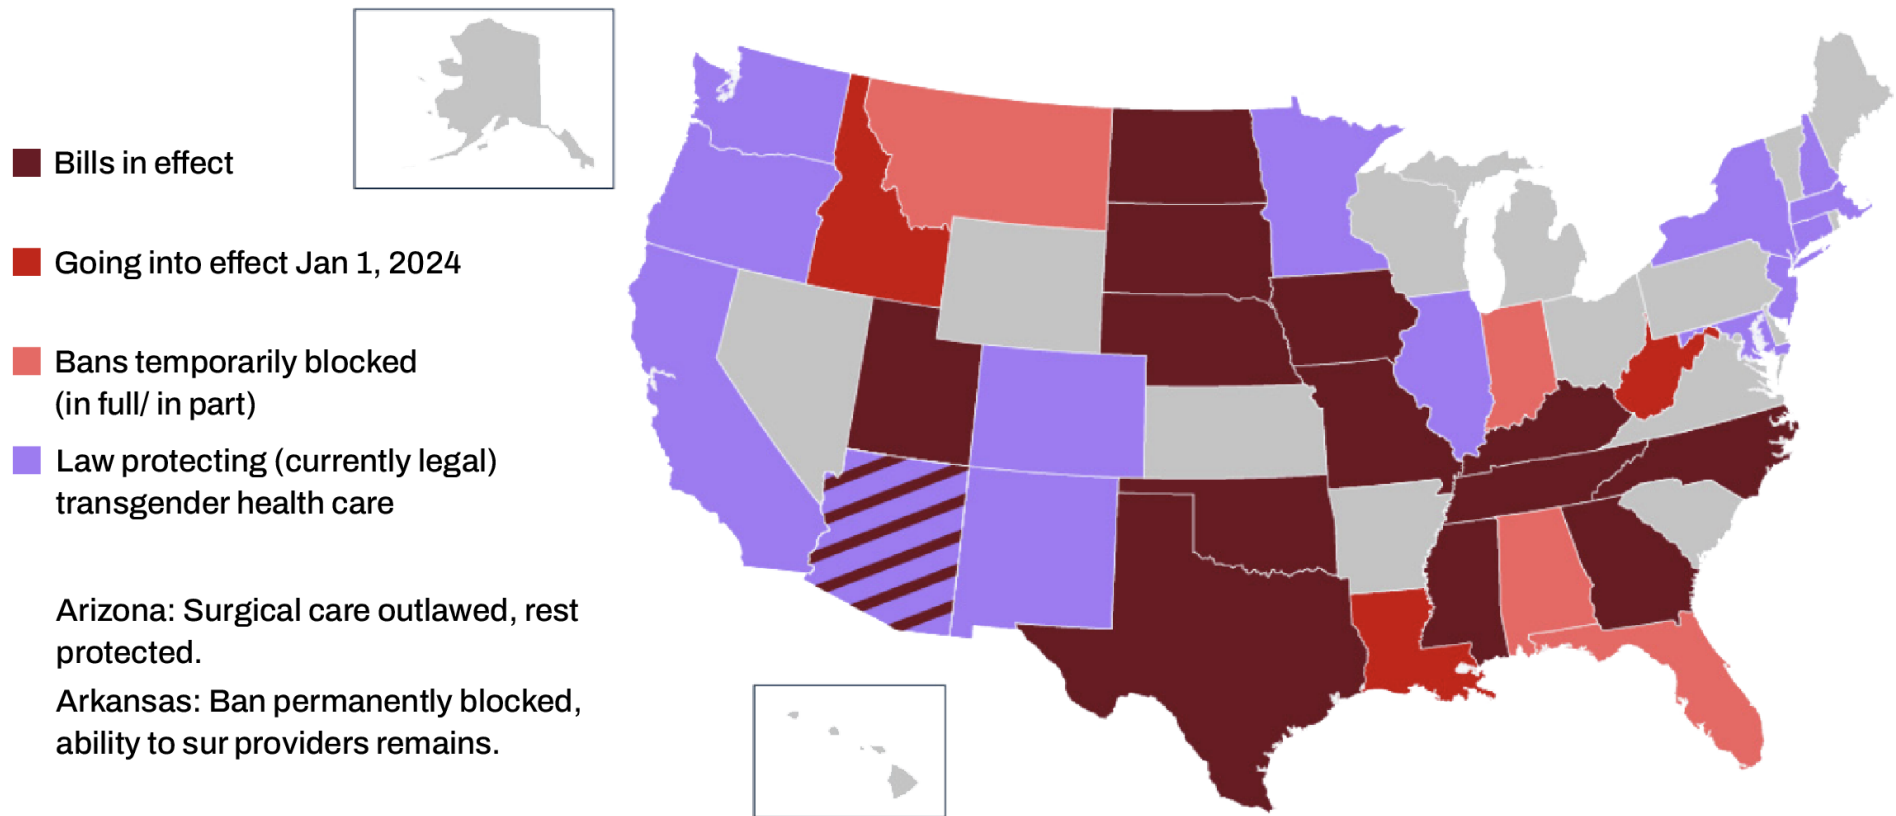 Bills in effect
Going into effect Jan 1, 2024
Bans temporarily blocked
(in full/ in part)
Law protecting (currently legal)
transgender health care
Arizona: Surgical care outlawed, rest
protected.
Arkansas: Ban permanently blocked,
ability to sur providers remains.